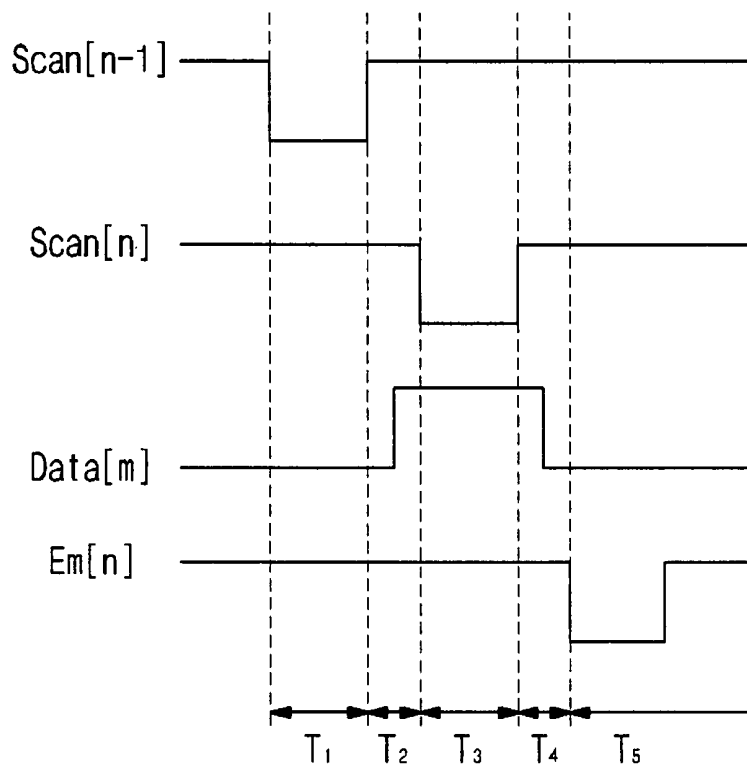 Scan[n-1]
Scan[n]
Data[m]
Em[n]
T₁ T₂ T₃ T₄ T₅